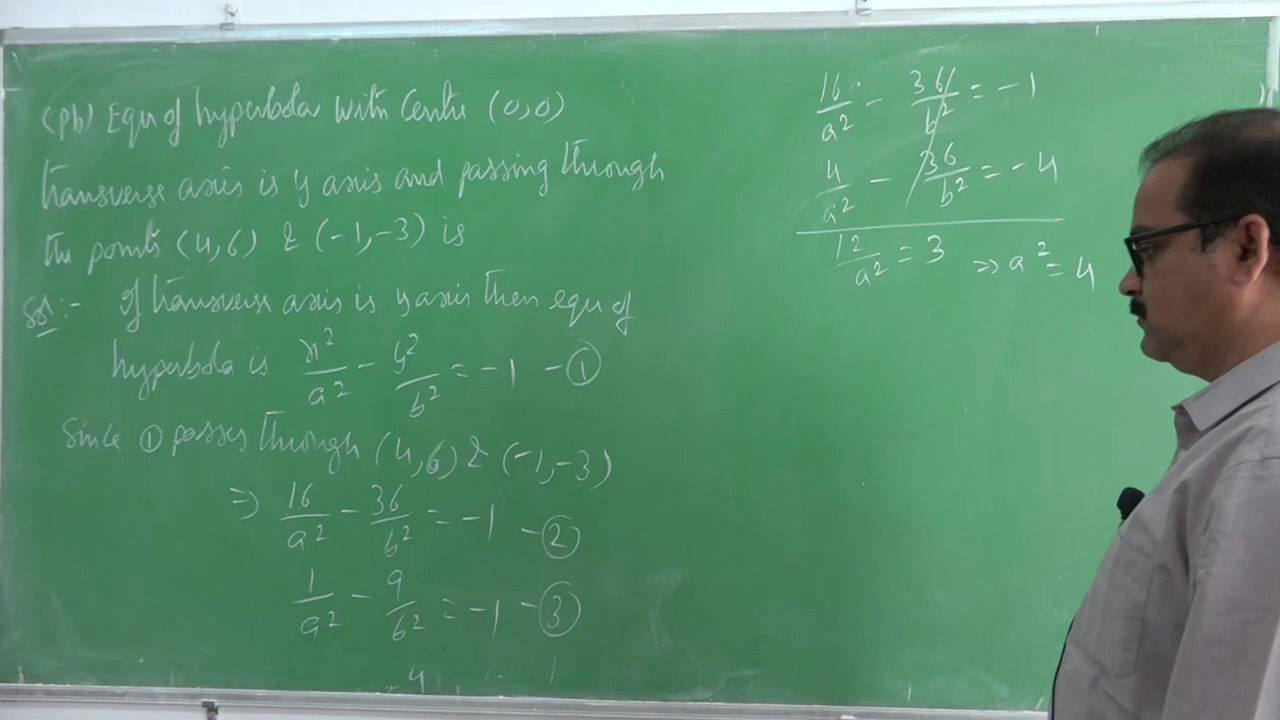 (Pb) Equ of hyperbola with Centre (0,0)
transverse axis is y axis and passing through
the points (4,6) & (-1,-3) is
Sol:- If transverse axis is y axis then equ of
hyperbola is x²/a² - y²/b² = -1 - ①
Since ① passes through (4,6) & (-1,-3)
⇒ 16/a² - 36/b² = -1 - ②
1/a² - 9/b² = -1 - ③
16/a² - 36/b² = -1
4/a² - 36/b² = -4
12/a² = 3 ⇒ a² = 4